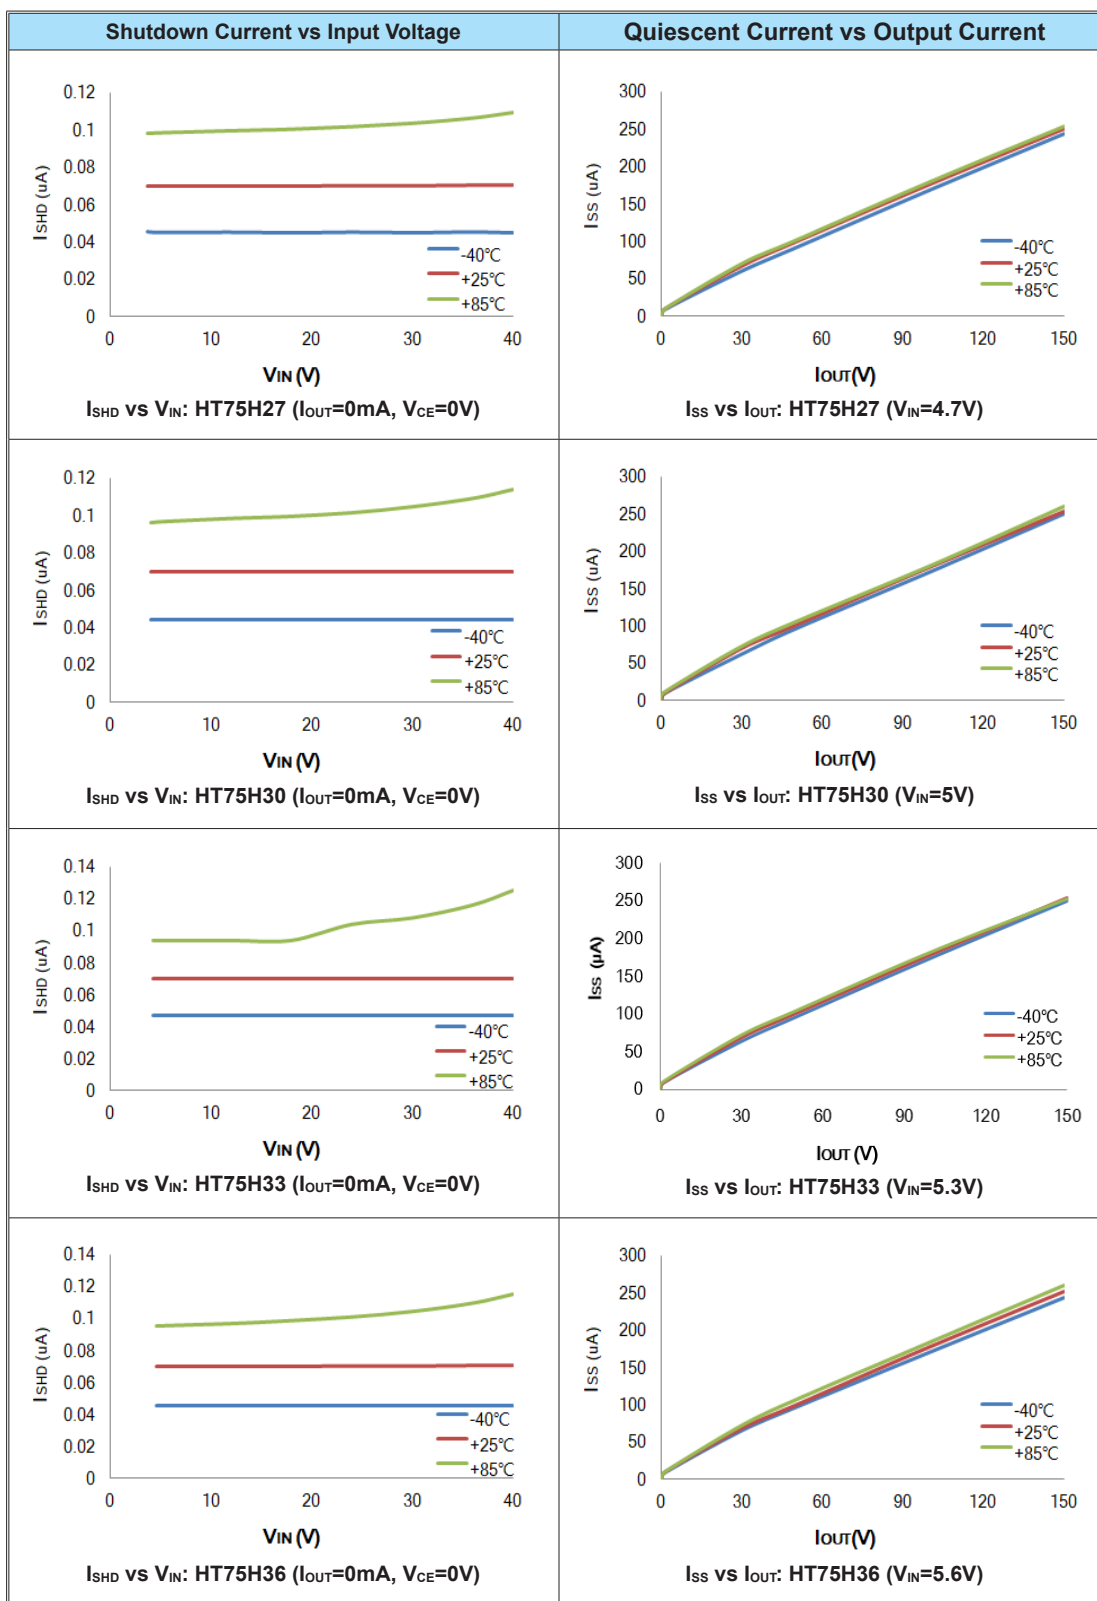 Shutdown Current vs Input Voltage
Quiescent Current vs Output Current
0.12
0.1
0.08
0.06
0.04
0.02
0
ISHD (uA)
-40℃
+25℃
+85℃
0 10 20 30 40
VIN (V)
ISHD vs VIN: HT75H27 (IOUT=0mA, VCE=0V)
300
250
200
150
100
50
0
ISS (uA)
-40℃
+25℃
+85℃
0 30 60 90 120 150
IOUT(V)
ISS vs IOUT: HT75H27 (VIN=4.7V)
0.12
0.1
0.08
0.06
0.04
0.02
0
ISHD (uA)
-40℃
+25℃
+85℃
0 10 20 30 40
VIN (V)
ISHD vs VIN: HT75H30 (IOUT=0mA, VCE=0V)
300
250
200
150
100
50
0
ISS (uA)
-40℃
+25℃
+85℃
0 30 60 90 120 150
IOUT(V)
ISS vs IOUT: HT75H30 (VIN=5V)
0.14
0.12
0.1
0.08
0.06
0.04
0.02
0
ISHD (uA)
-40℃
+25℃
+85℃
0 10 20 30 40
VIN (V)
ISHD vs VIN: HT75H33 (IOUT=0mA, VCE=0V)
300
250
200
150
100
50
0
ISS (µA)
-40℃
+25℃
+85℃
0 30 60 90 120 150
IOUT (V)
ISS vs IOUT: HT75H33 (VIN=5.3V)
0.14
0.12
0.1
0.08
0.06
0.04
0.02
0
ISHD (uA)
-40℃
+25℃
+85℃
0 10 20 30 40
VIN (V)
ISHD vs VIN: HT75H36 (IOUT=0mA, VCE=0V)
300
250
200
150
100
50
0
ISS (uA)
-40℃
+25℃
+85℃
0 30 60 90 120 150
IOUT(V)
ISS vs IOUT: HT75H36 (VIN=5.6V)